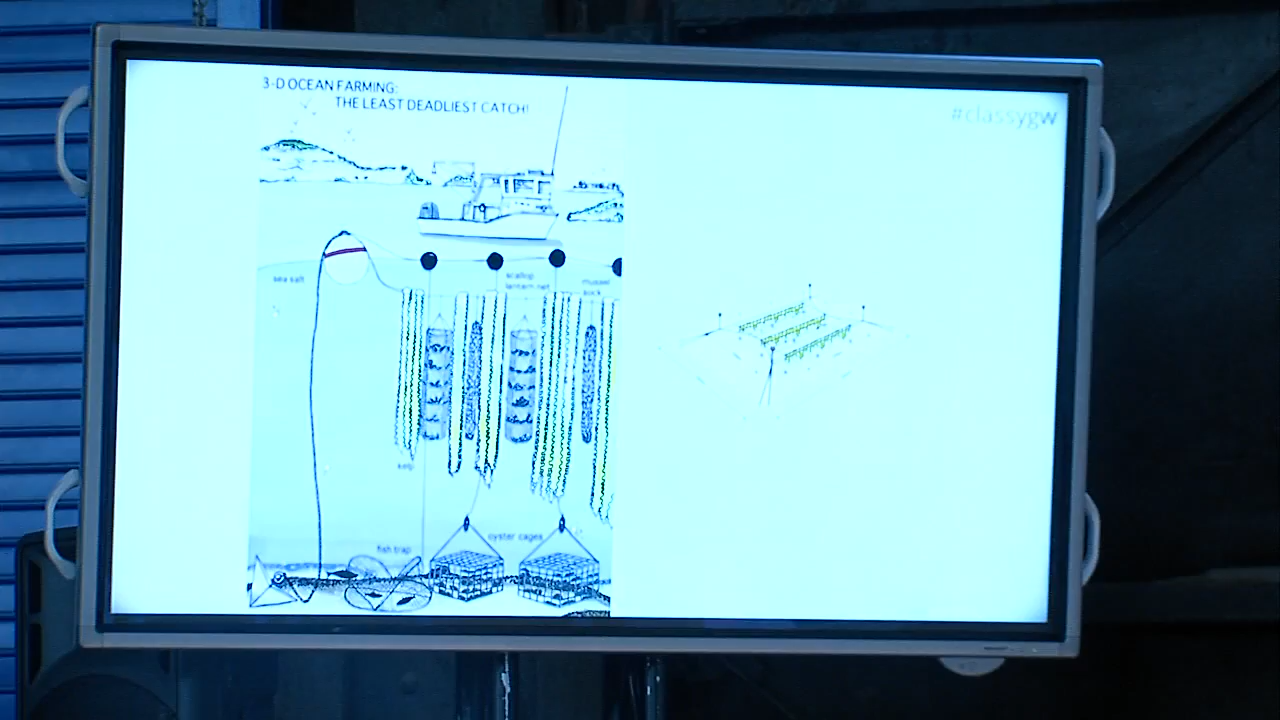 3-D OCEAN FARMING:
THE LEAST DEADLIEST CATCH!
#classygw
sea salt
scallop
lantern net
mussel
sock
kelp
fish trap
oyster cages